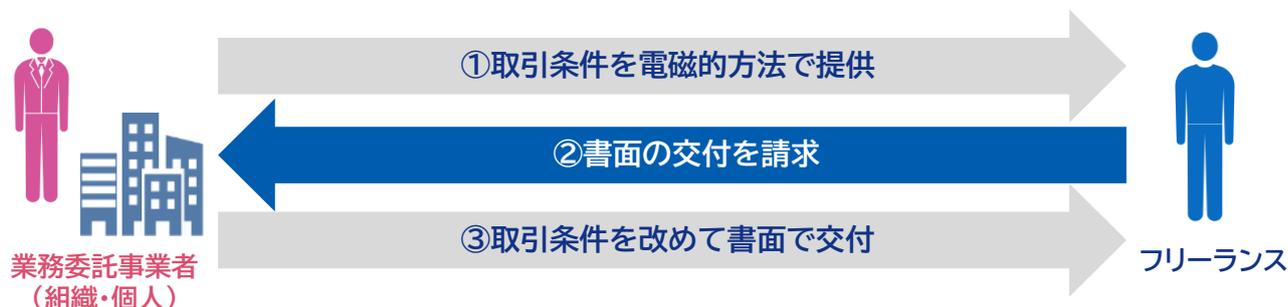 ①取引条件を電磁的方法で提供
②書面の交付を請求
③取引条件を改めて書面で交付
業務委託事業者
（組織・個人）
フリーランス